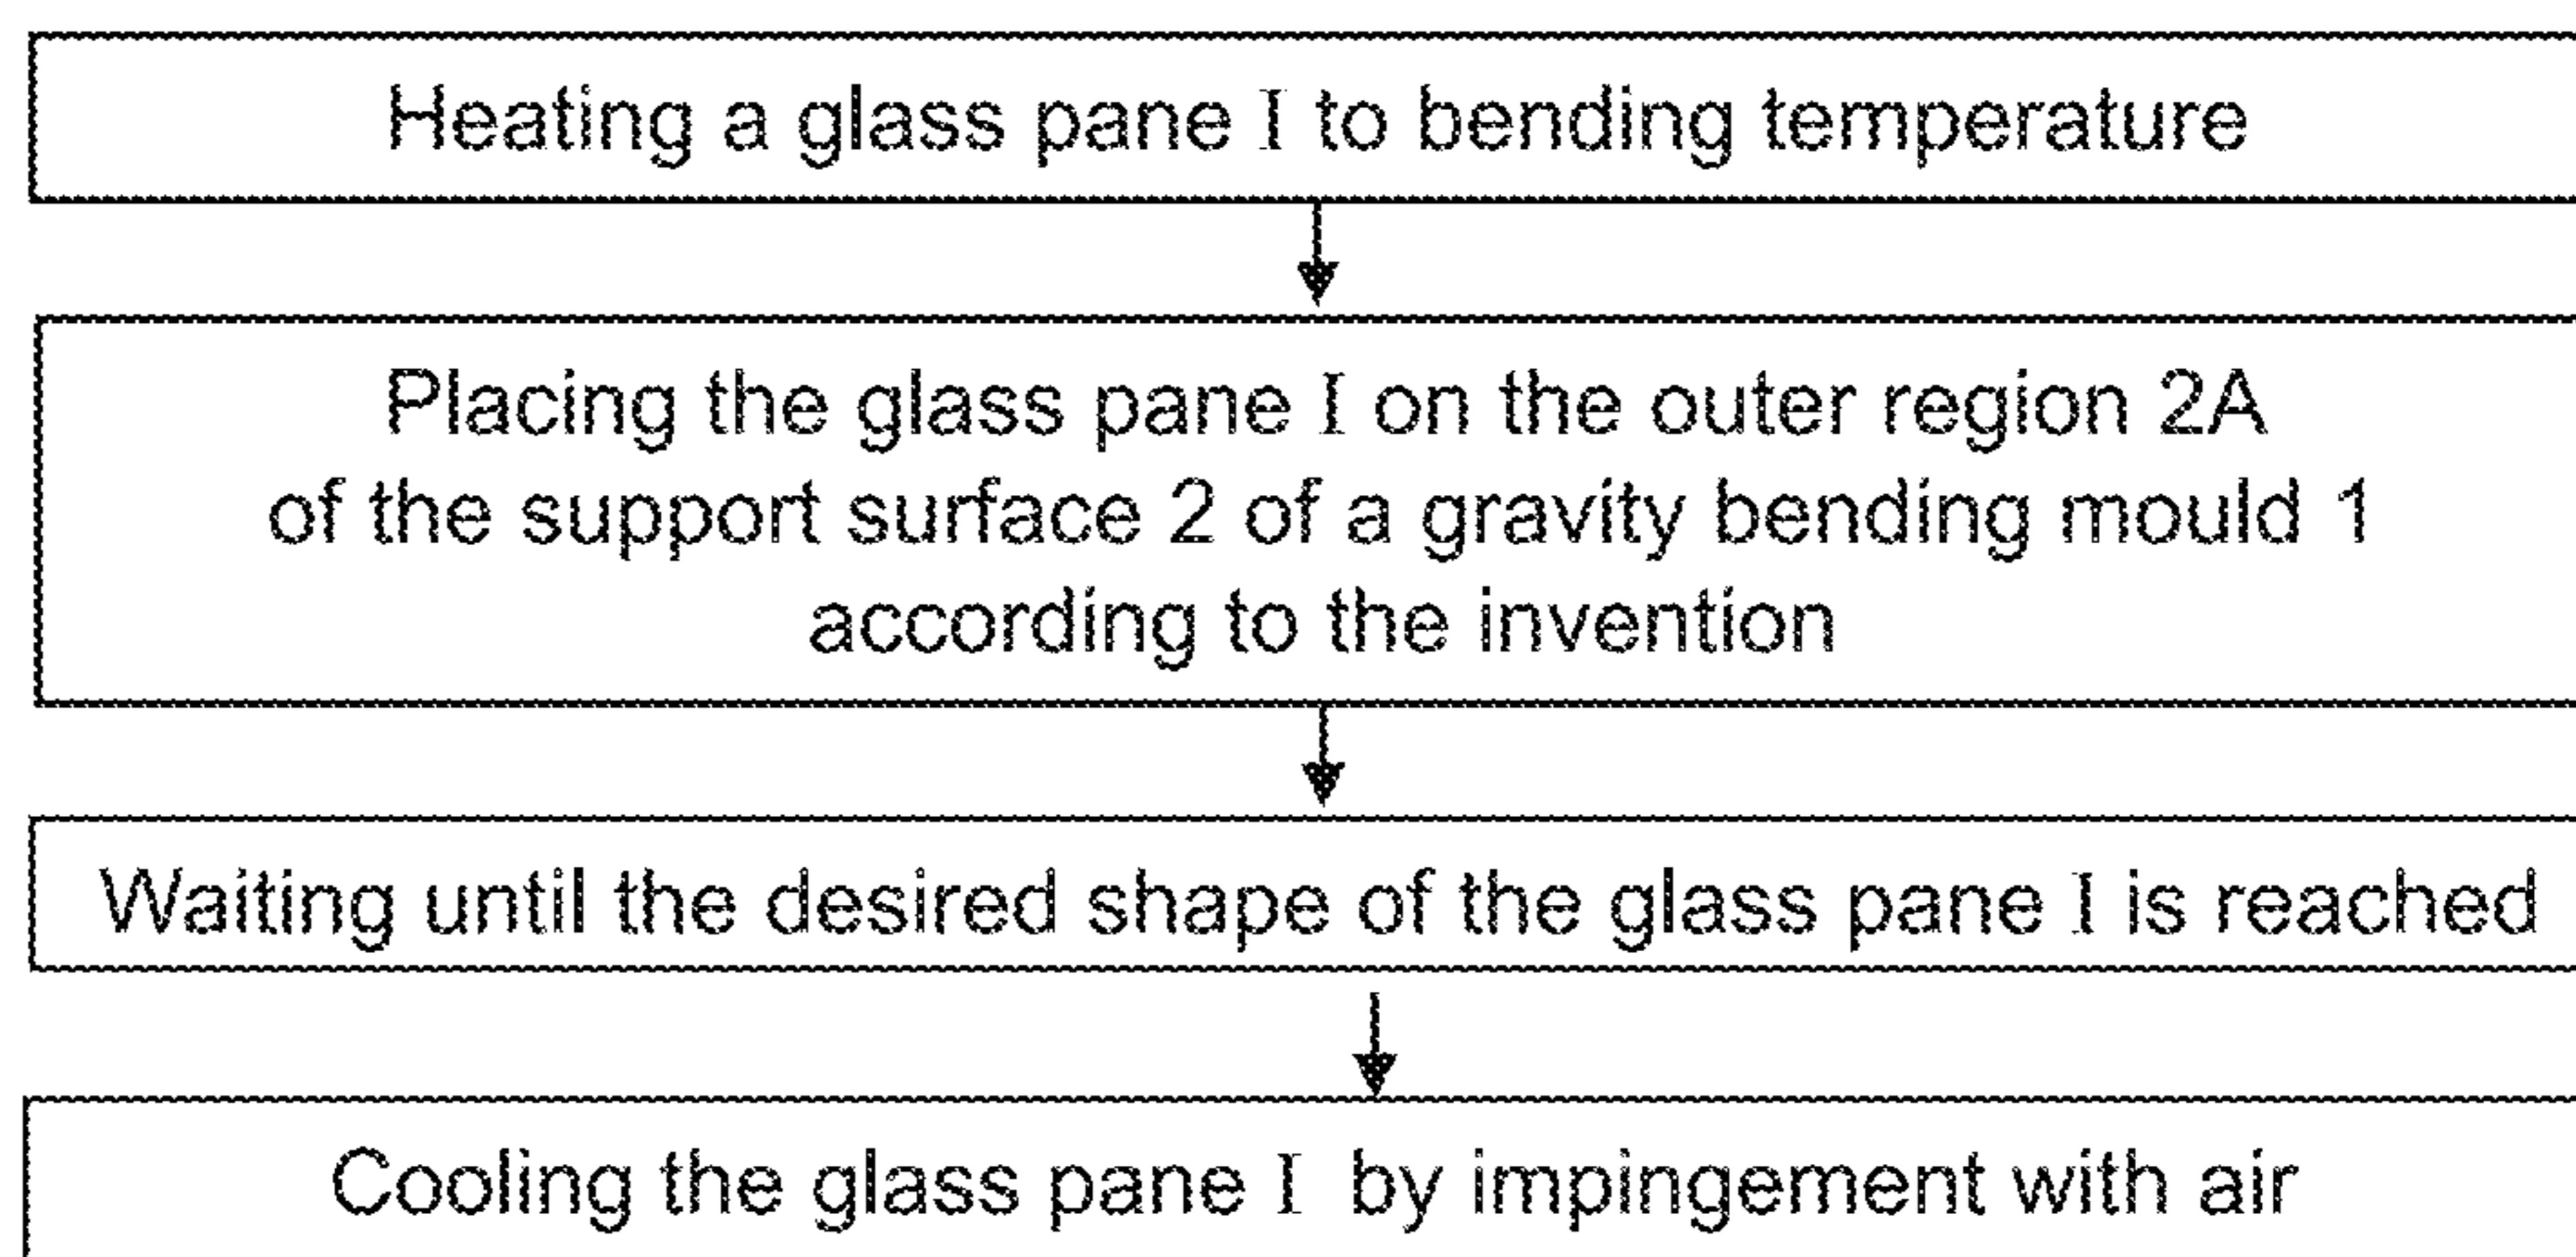 Heating a glass pane I to bending temperature
Placing the glass pane I on the outer region 2A
of the support surface 2 of a gravity bending mould 1
according to the invention
Waiting until the desired shape of the glass pane I is reached
Cooling the glass pane I by impingement with air